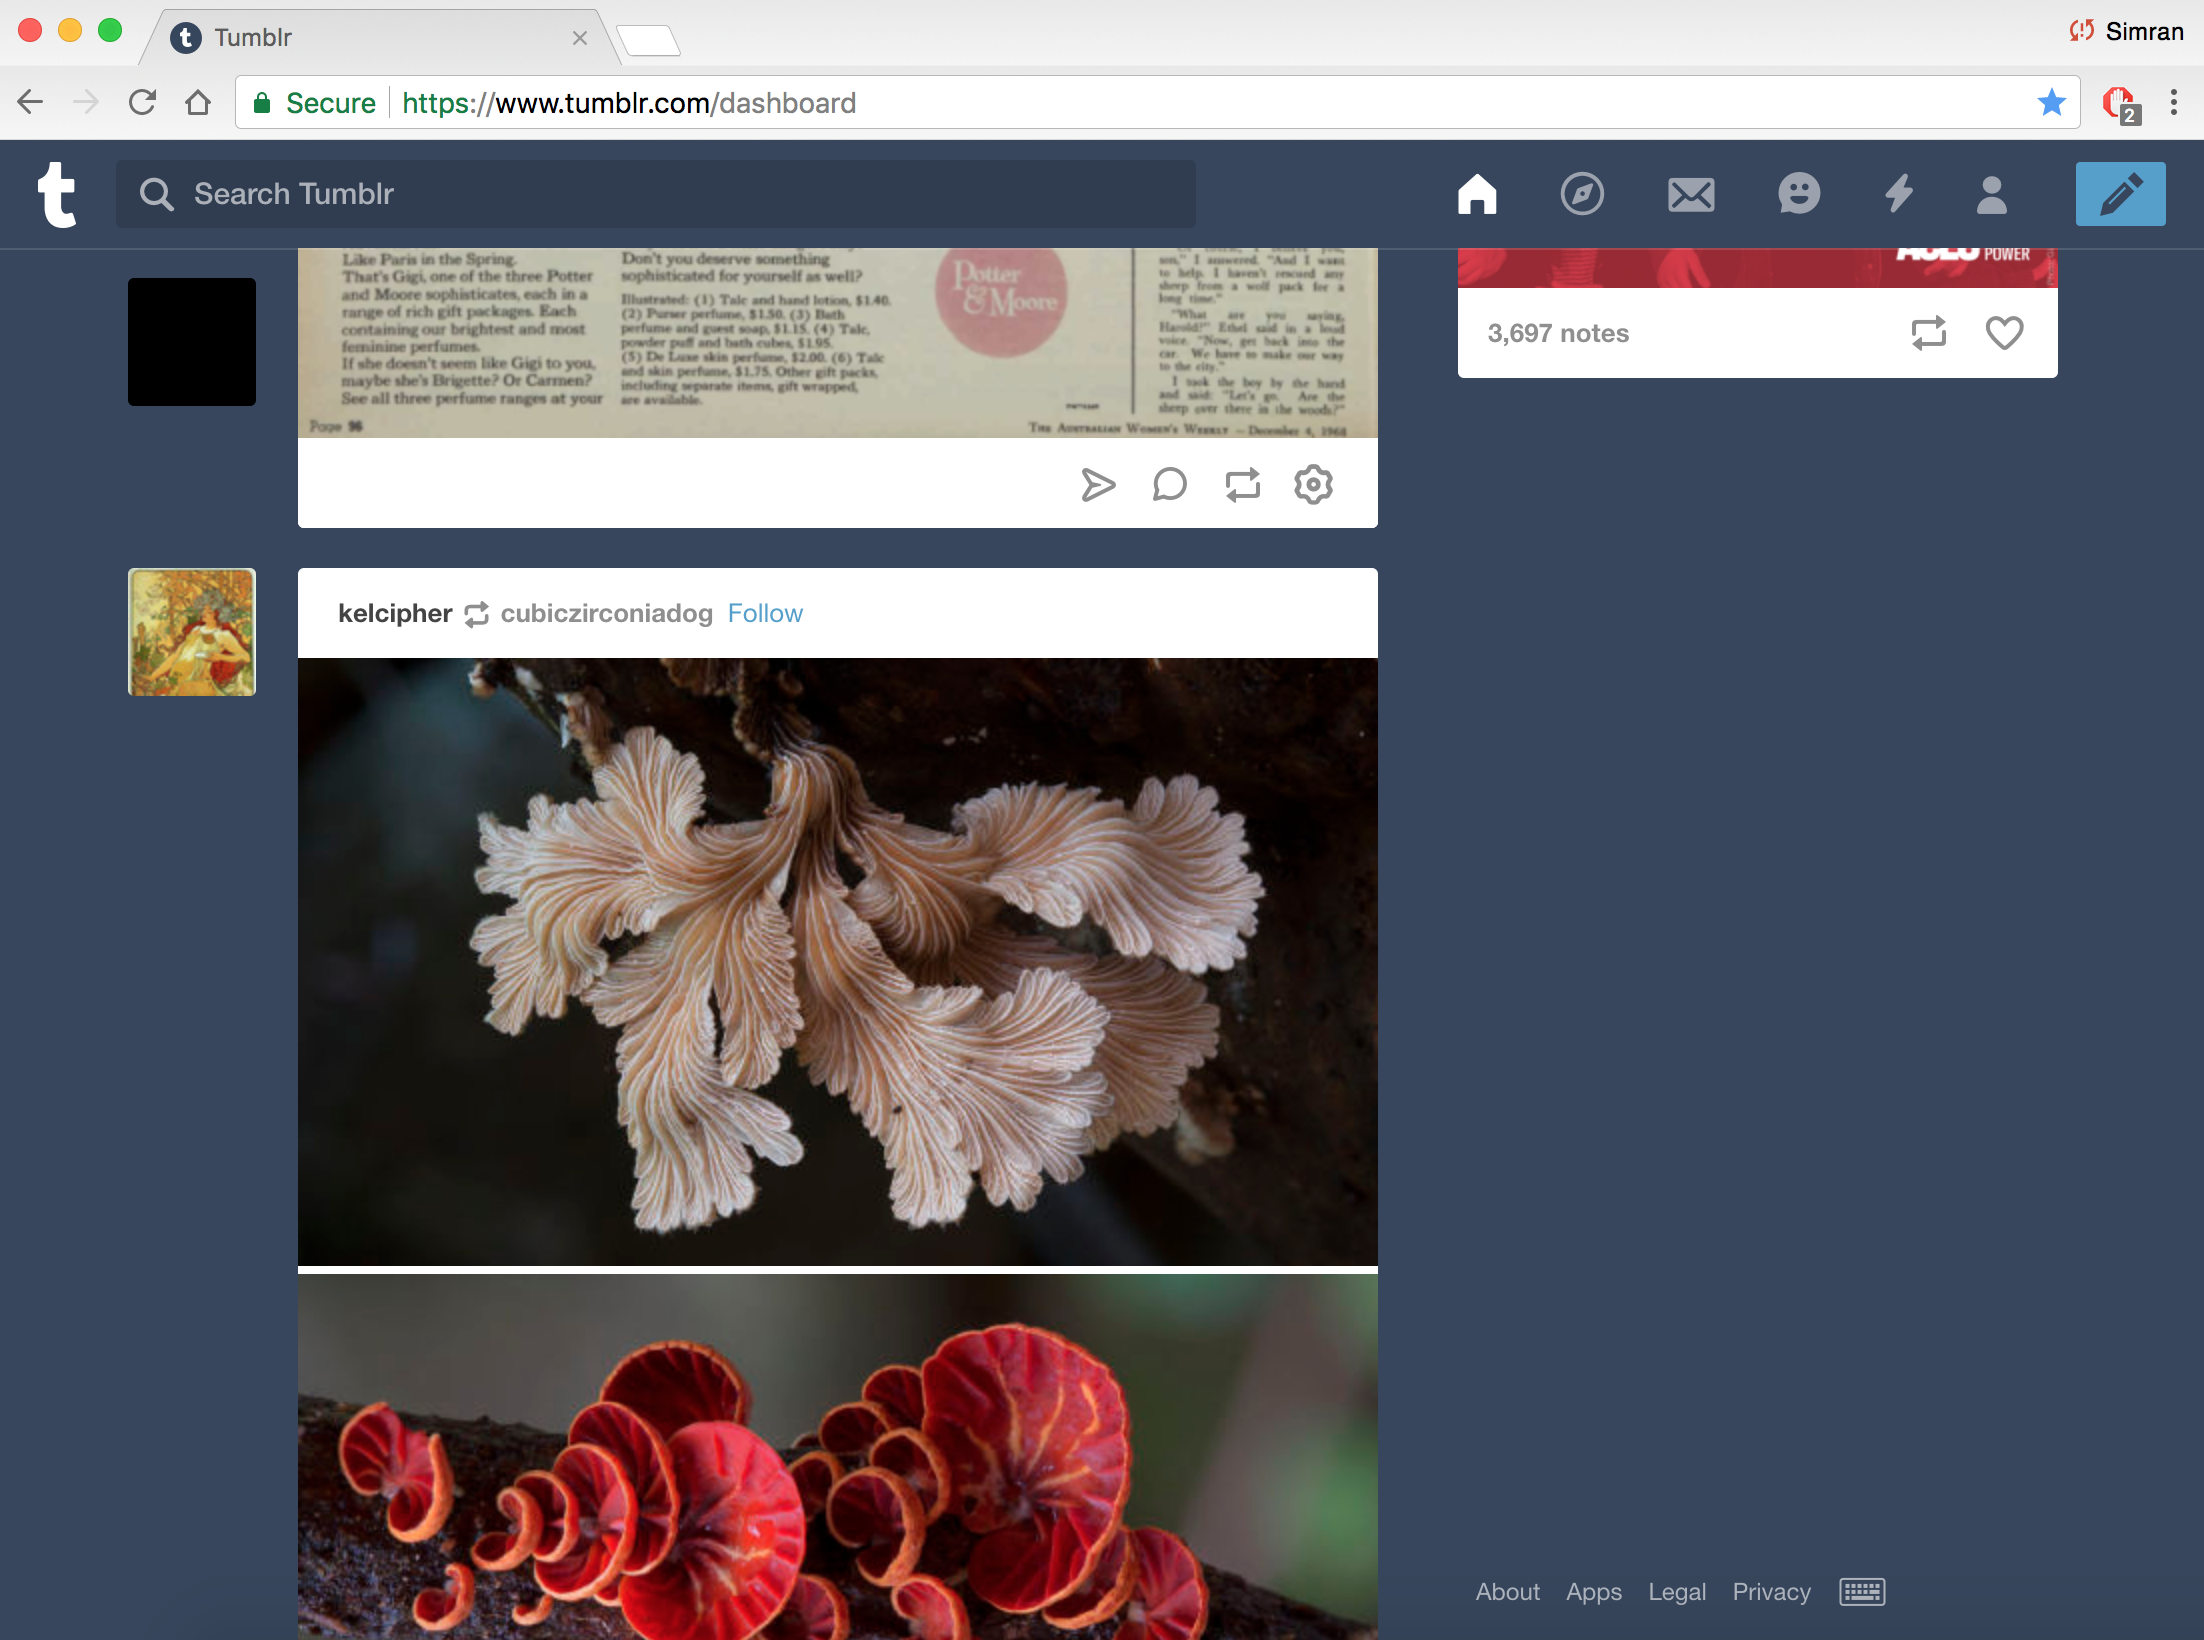 Tumblr
Simran
Secure
https://www.tumblr.com/dashboard
2
Search Tumblr
Like Paris in the Spring.
That's Gigi, one of the three Potter
and Moore sophisticates, each in a
range of rich gift packages. Each
containing our brightest and most
feminine perfumes.
If she doesn't seem like Gigi to you,
maybe she's Brigette? Or Carmen?
See all three perfume ranges at your
Don't you deserve something
sophisticated for yourself as well?
Illustrated: (1) Talc and hand lotion, $1.40.
(2) Purser perfume, $1.50. (3) Bath
perfume and guest soap, $1.15. (4) Talc,
powder puff and bath cubes, $1.95.
(5) De Luxe skin perfume, $2.00. (6) Talc
and skin perfume, $1.75. Other gift packs,
including separate items, gift wrapped,
are available.
Potter
& Moore
son," I answered. "And I want
to help. I haven't rescued any
sheep from a wolf pack for a
long time."
"What are you saying,
Harold?" Ethel said in a loud
voice. "Now, get back into the
car. We have to make our way
to the city."
I took the boy by the hand
and said: "Let's go. Are the
sheep over there in the woods?"
Page 96
THE AUSTRALIAN WOMEN'S WEEKLY — December 4, 1968
POWER
3,697 notes
kelcipher cubiczirconiadog Follow
About Apps Legal Privacy